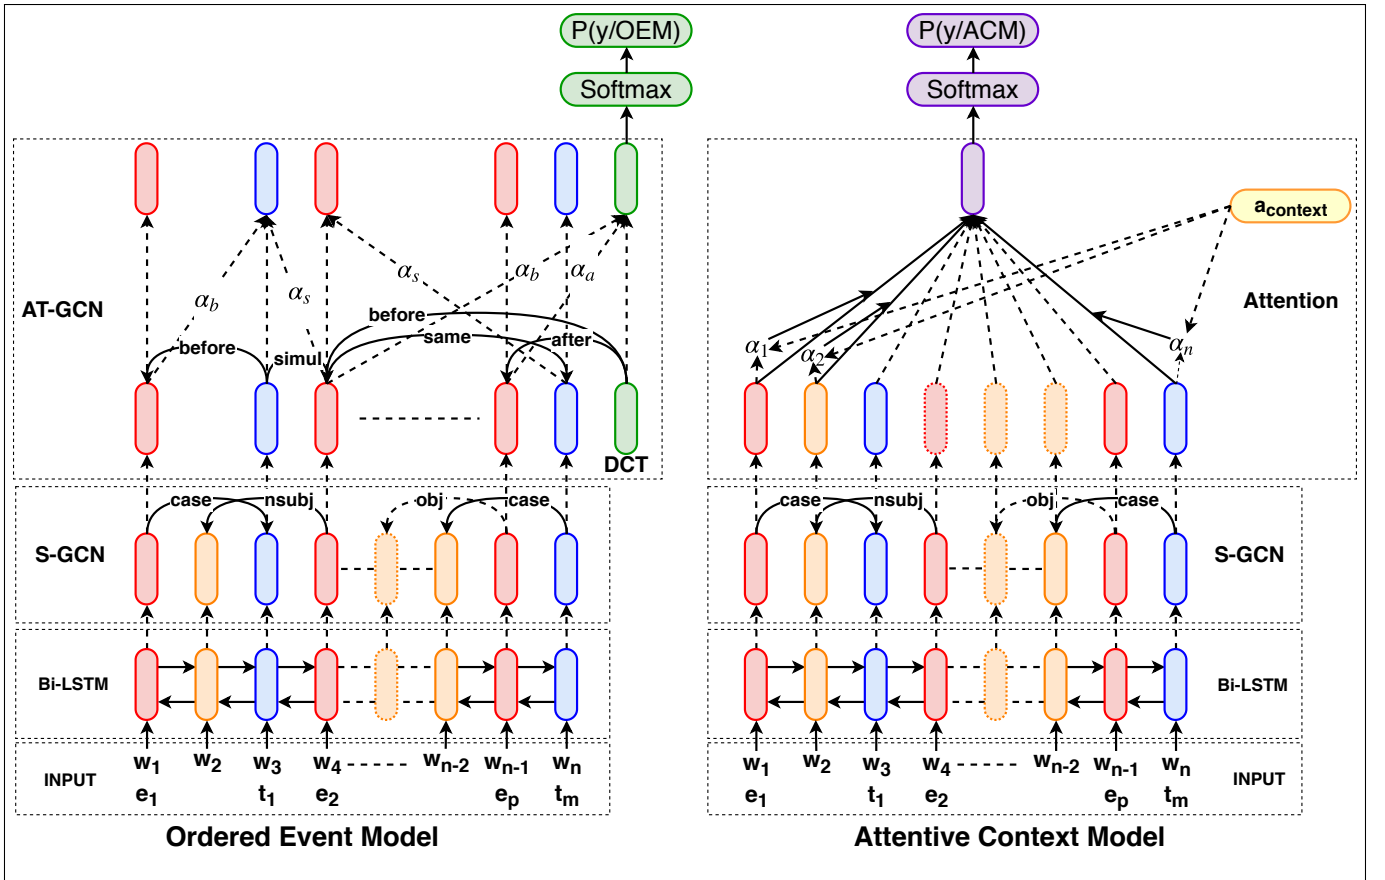 P(y/OEM)
P(y/ACM)
Softmax
Softmax
a_context
α_b
α_s
α_s
α_b
α_a
AT-GCN
Attention
before
before
simul
same
after
α_1
α_2
α_n
DCT
case
nsubj
obj
case
case
nsubj
obj
case
S-GCN
S-GCN
Bi-LSTM
Bi-LSTM
w_1 w_2 w_3 w_4 w_n-2 w_n-1 w_n
w_1 w_2 w_3 w_4 w_n-2 w_n-1 w_n
INPUT
INPUT
e_1 t_1 e_2 e_p t_m
e_1 t_1 e_2 e_p t_m
Ordered Event Model
Attentive Context Model